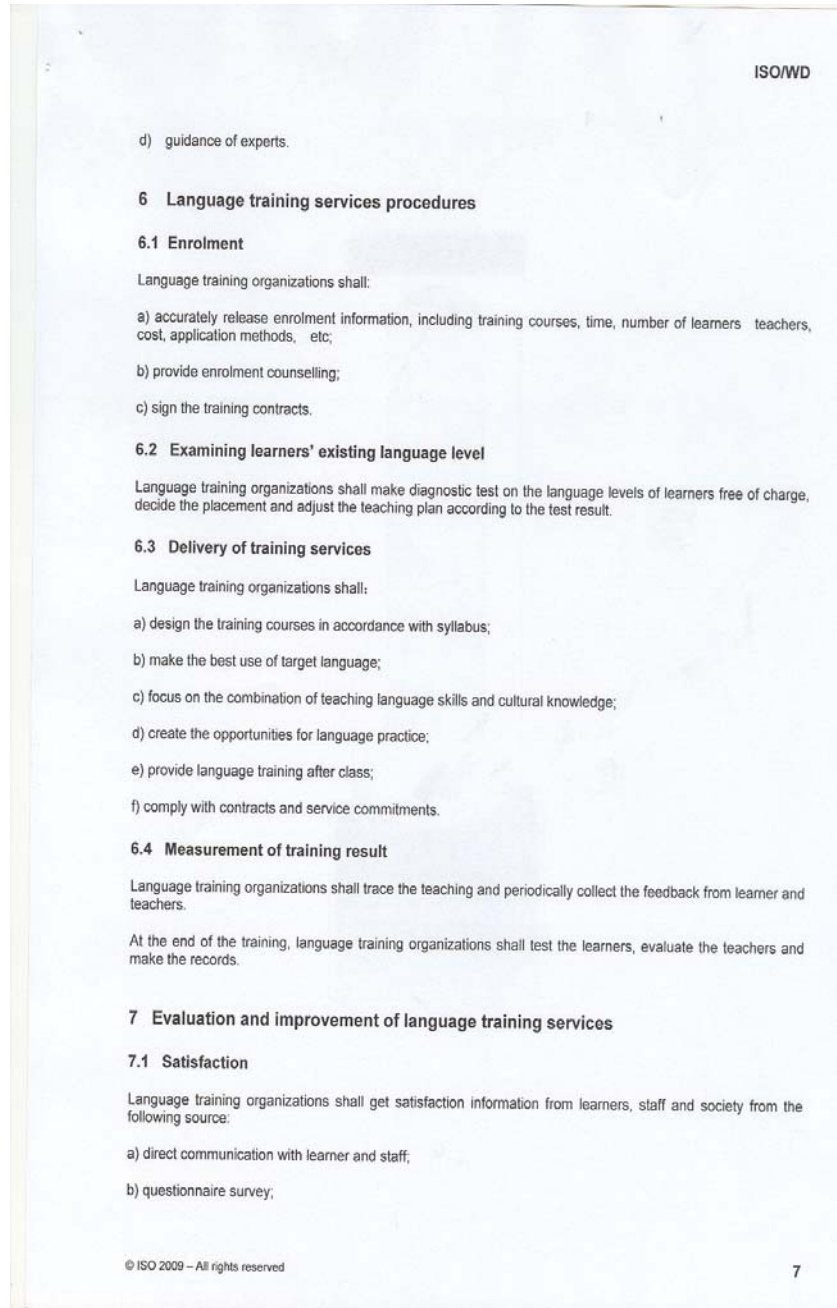 ISO/WD
d) guidance of experts.
6 Language training services procedures
6.1 Enrolment
Language training organizations shall:
a) accurately release enrolment information, including training courses, time, number of learners teachers,
cost, application methods, etc;
b) provide enrolment counselling;
c) sign the training contracts.
6.2 Examining learners' existing language level
Language training organizations shall make diagnostic test on the language levels of learners free of charge,
decide the placement and adjust the teaching plan according to the test result.
6.3 Delivery of training services
Language training organizations shall:
a) design the training courses in accordance with syllabus;
b) make the best use of target language;
c) focus on the combination of teaching language skills and cultural knowledge;
d) create the opportunities for language practice;
e) provide language training after class;
f) comply with contracts and service commitments.
6.4 Measurement of training result
Language training organizations shall trace the teaching and periodically collect the feedback from learner and
teachers.
At the end of the training, language training organizations shall test the learners, evaluate the teachers and
make the records.
7 Evaluation and improvement of language training services
7.1 Satisfaction
Language training organizations shall get satisfaction information from learners, staff and society from the
following source:
a) direct communication with learner and staff;
b) questionnaire survey;
© ISO 2009 – All rights reserved
7